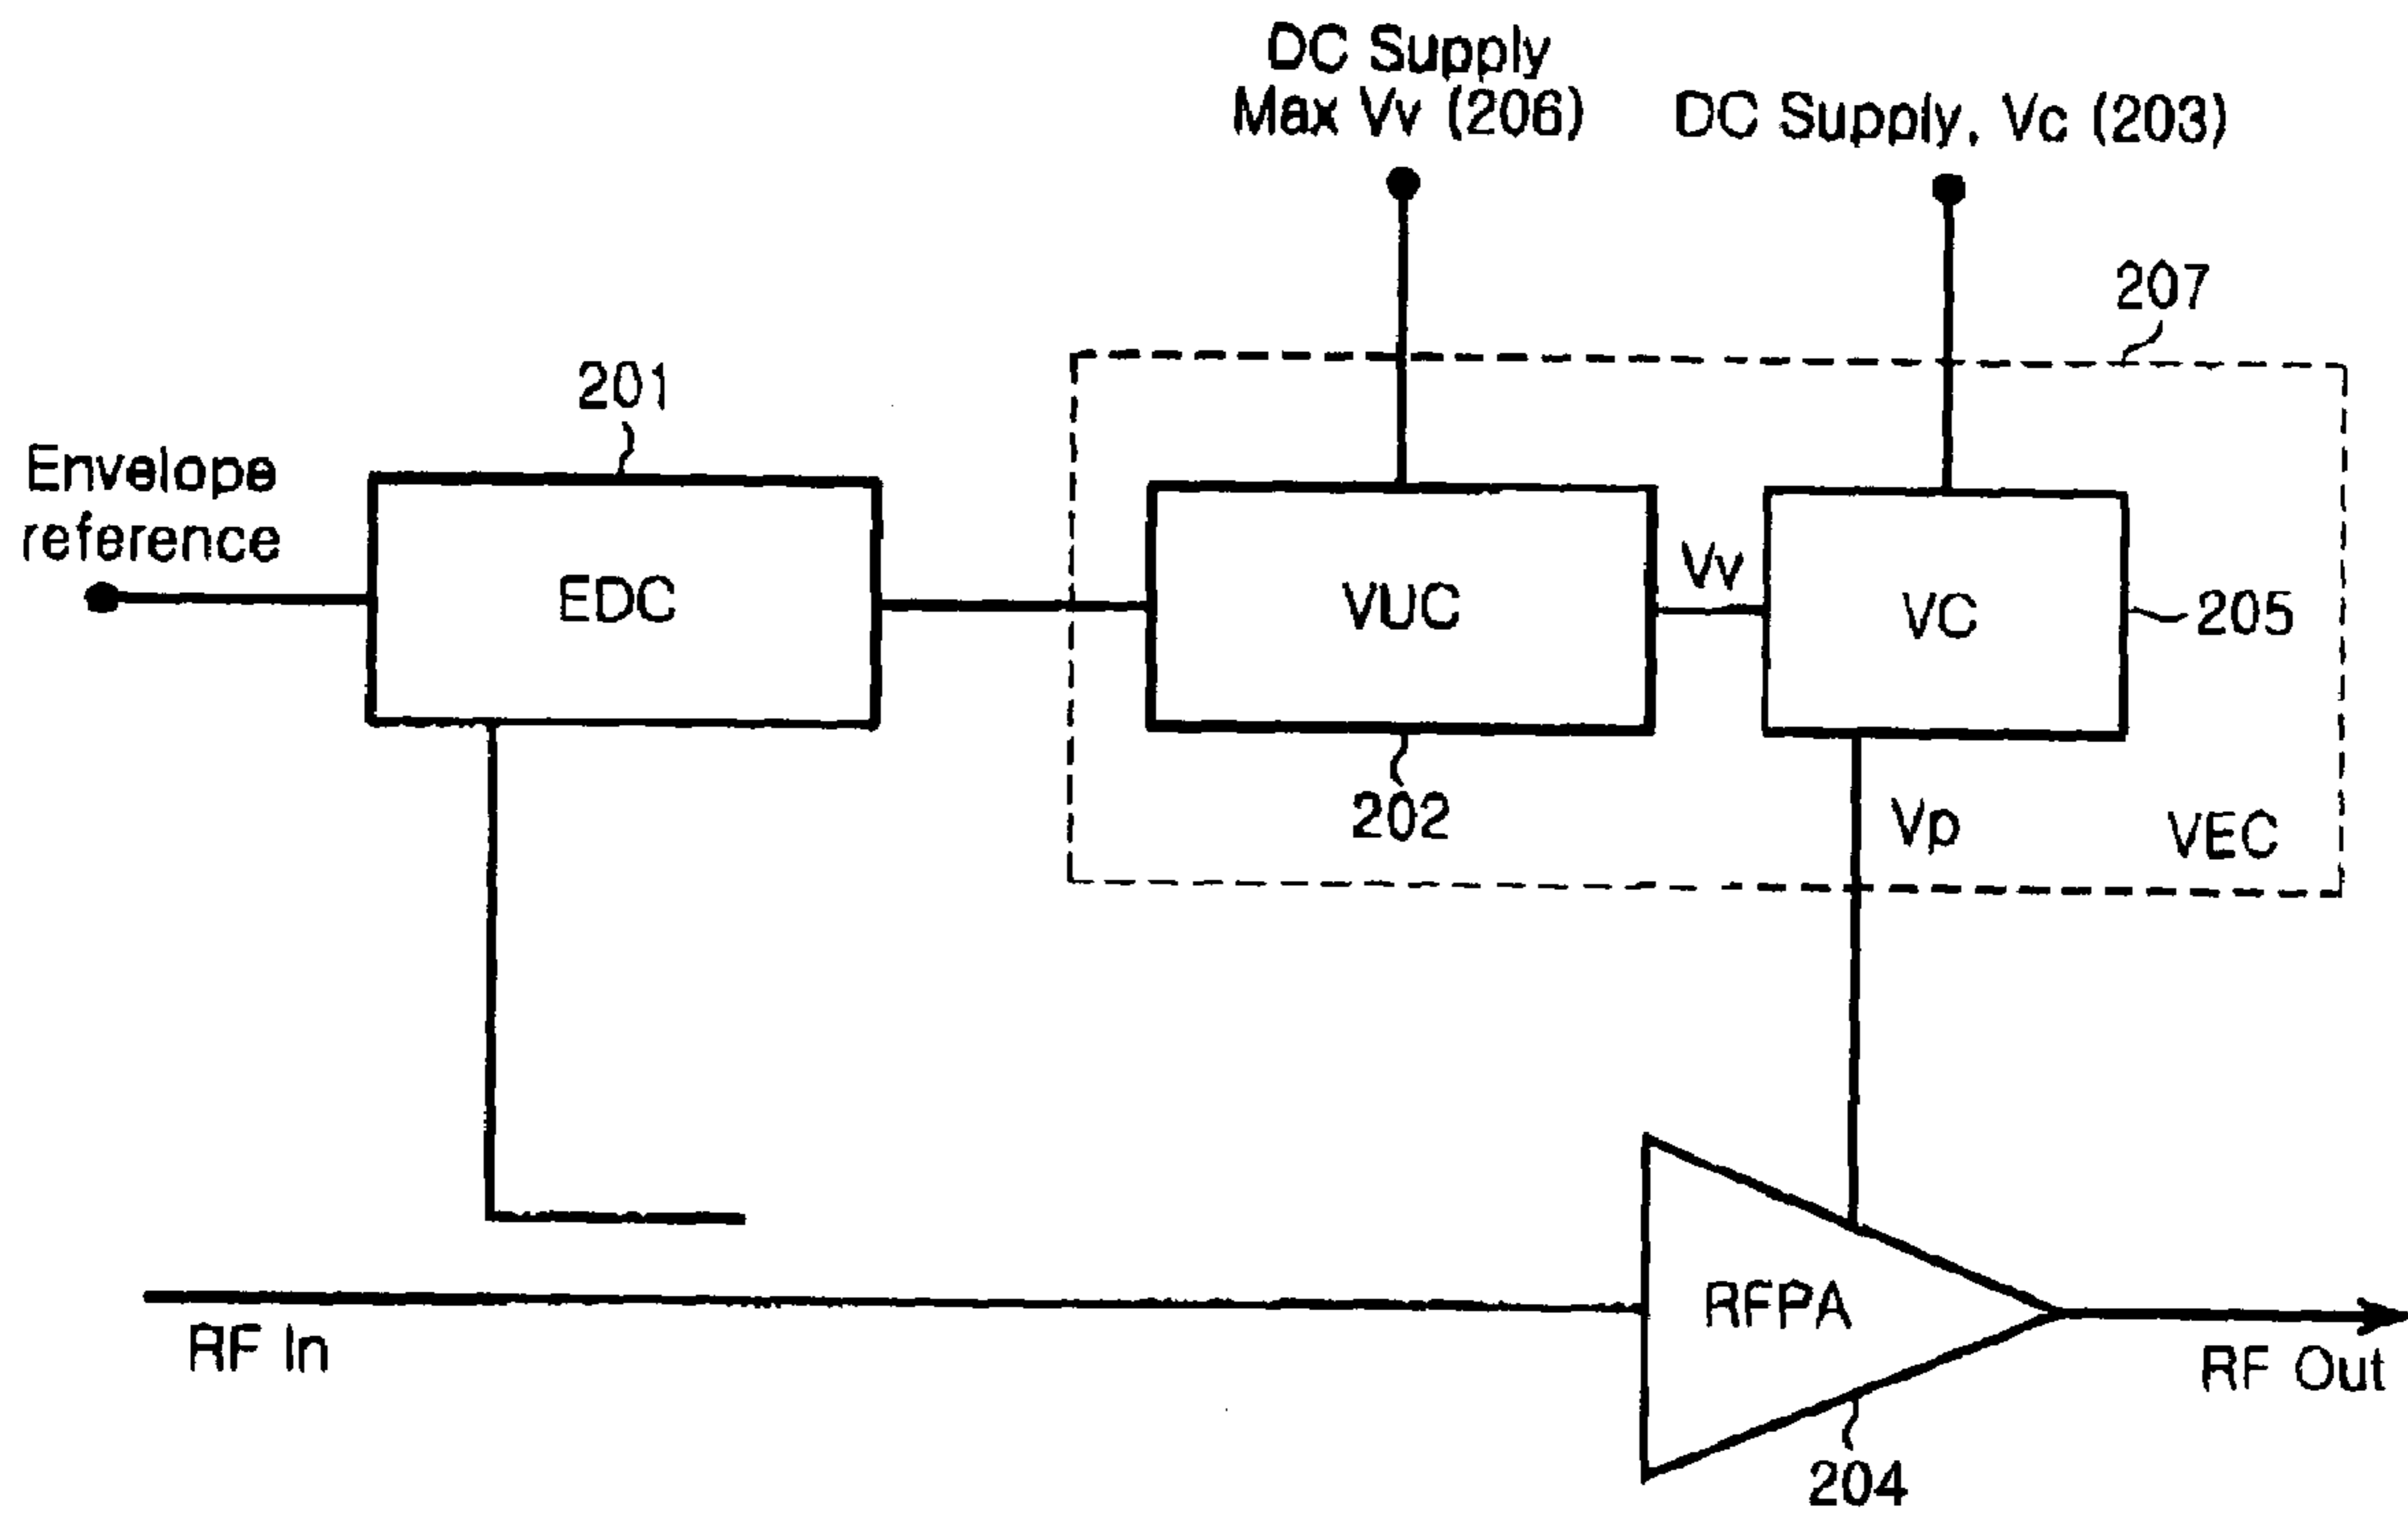 DC Supply
Max Vv (206)
DC Supply, Vc (203)
207
201
Envelope
reference
EDC
VUC
Vv
VC
205
202
Vp
VEC
RFPA
RF In
RF Out
204